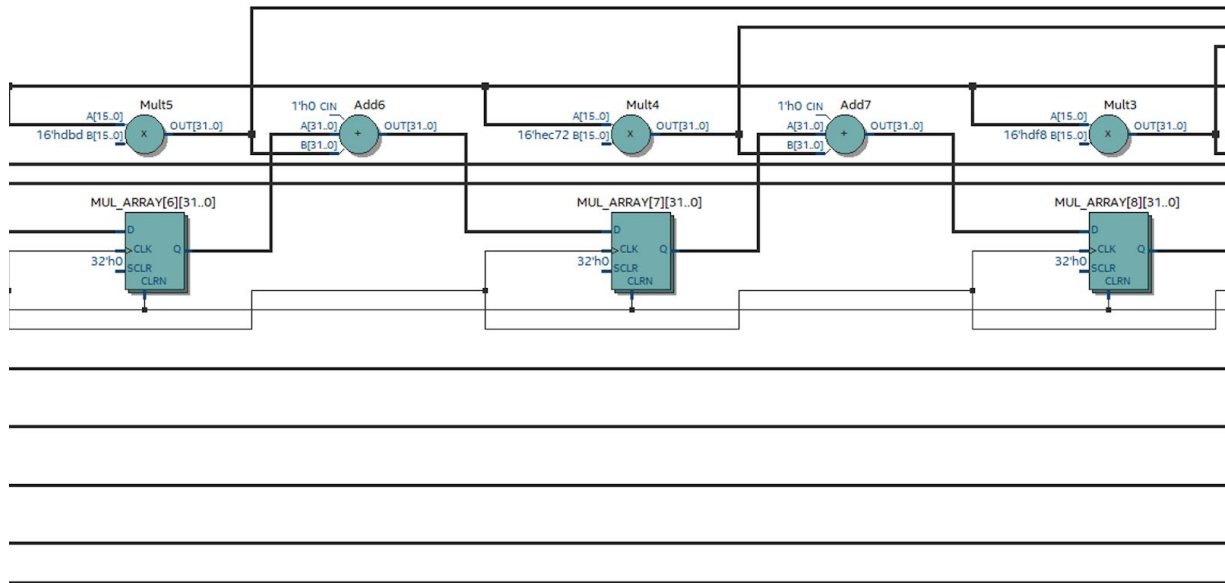 Mult5
A[15..0]
16'hdbd B[15..0]
x
OUT[31..0]
1'h0 CIN
Add6
A[31..0]
B[31..0]
+
OUT[31..0]
Mult4
A[15..0]
16'hec72 B[15..0]
x
OUT[31..0]
1'h0 CIN
Add7
A[31..0]
B[31..0]
+
OUT[31..0]
Mult3
A[15..0]
16'hdf8 B[15..0]
x
OUT[31..0]
MUL_ARRAY[6][31..0]
D
CLK
Q
32'h0
SCLR
CLRN
MUL_ARRAY[7][31..0]
D
CLK
Q
32'h0
SCLR
CLRN
MUL_ARRAY[8][31..0]
D
CLK
Q
32'h0
SCLR
CLRN